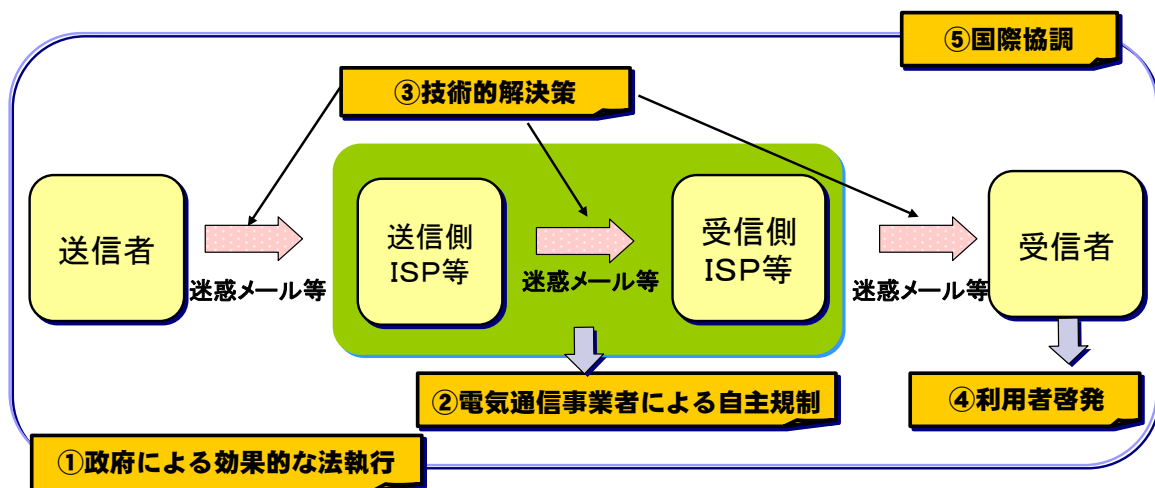 ⑤国際協調
③技術的解決策
送信者
迷惑メール等
送信側
ISP等
迷惑メール等
受信側
ISP等
迷惑メール等
受信者
②電気通信事業者による自主規制
④利用者啓発
①政府による効果的な法執行